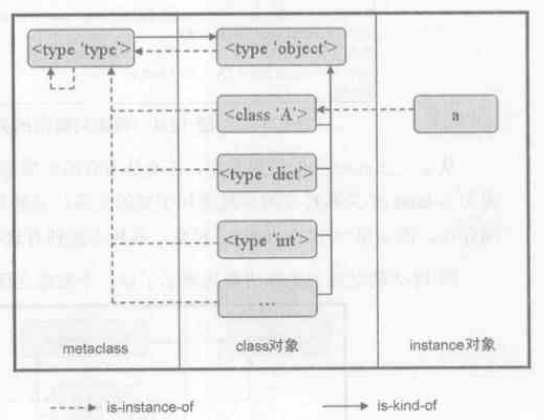 <type ‘type’>
<type ‘object’>
<class ‘A’>
a
<type ‘dict’>
<type ‘int’>
...
metaclass
class对象
instance对象
is-instance-of
is-kind-of